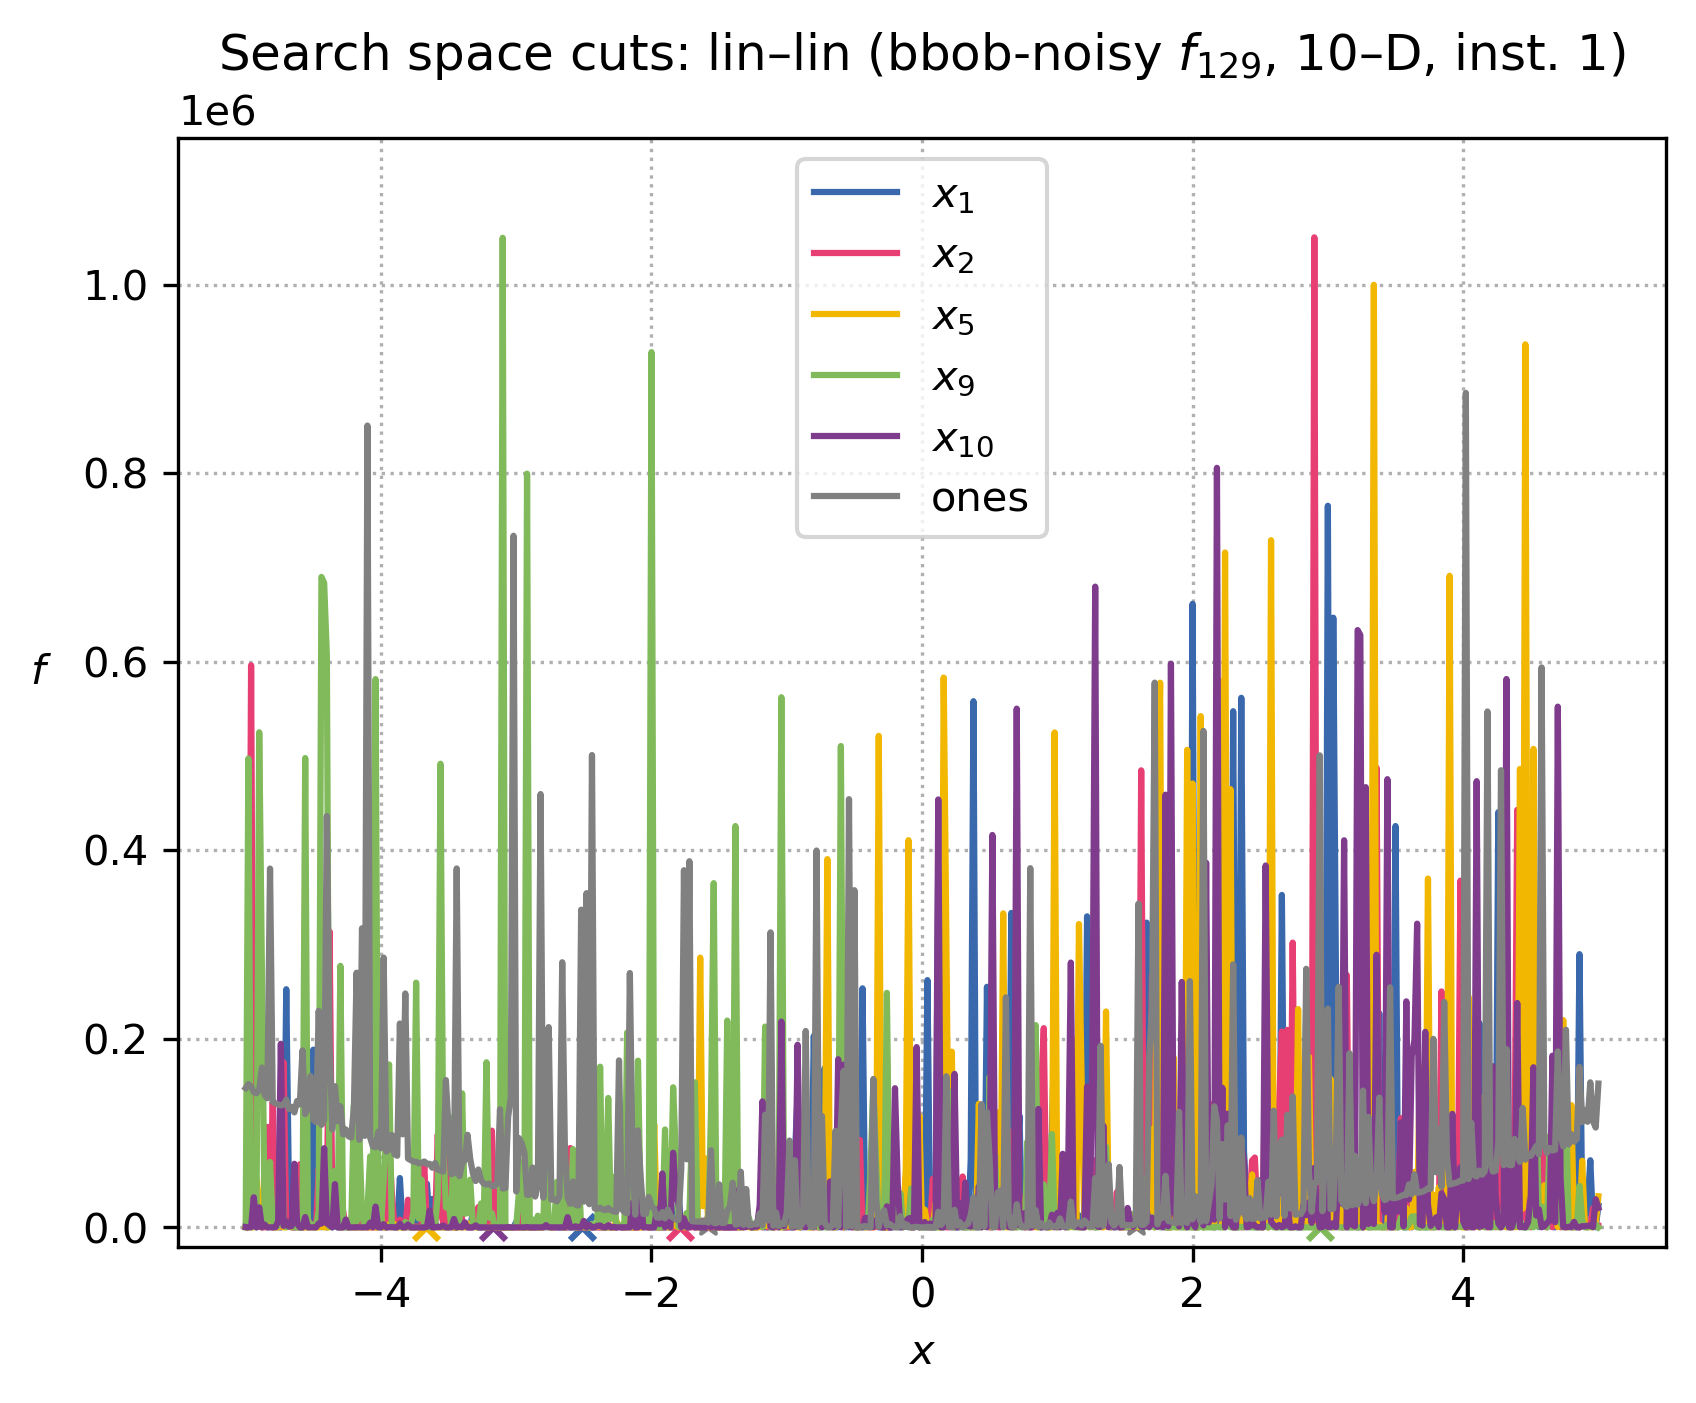 Search space cuts: lin–lin (bbob-noisy f₁₂₉, 10–D, inst. 1)
1e6
x₁
x₂
x₅
x₉
x₁₀
ones
1.0
0.8
0.6
0.4
0.2
0.0
f
−4
−2
0
2
4
x